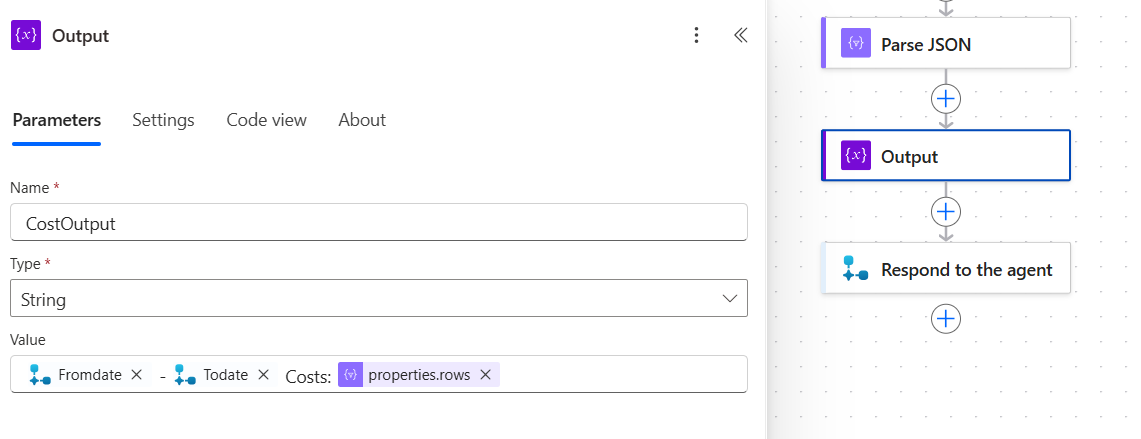 {x} Output
Parameters Settings Code view About
Name *
CostOutput
Type *
String
Value
Fromdate × - Todate × Costs: {v} properties.rows ×
{v} Parse JSON
{x} Output
Respond to the agent